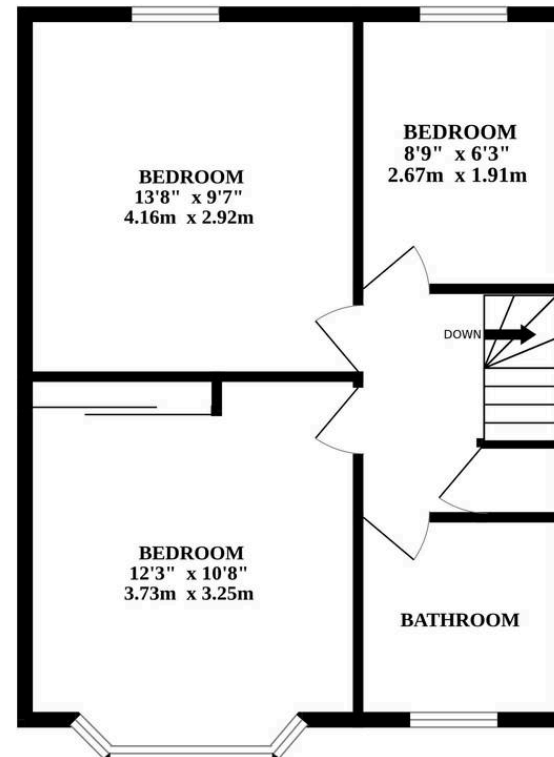 BEDROOM
13'8" x 9'7"
4.16m x 2.92m
BEDROOM
8'9" x 6'3"
2.67m x 1.91m
DOWN
BEDROOM
12'3" x 10'8"
3.73m x 3.25m
BATHROOM